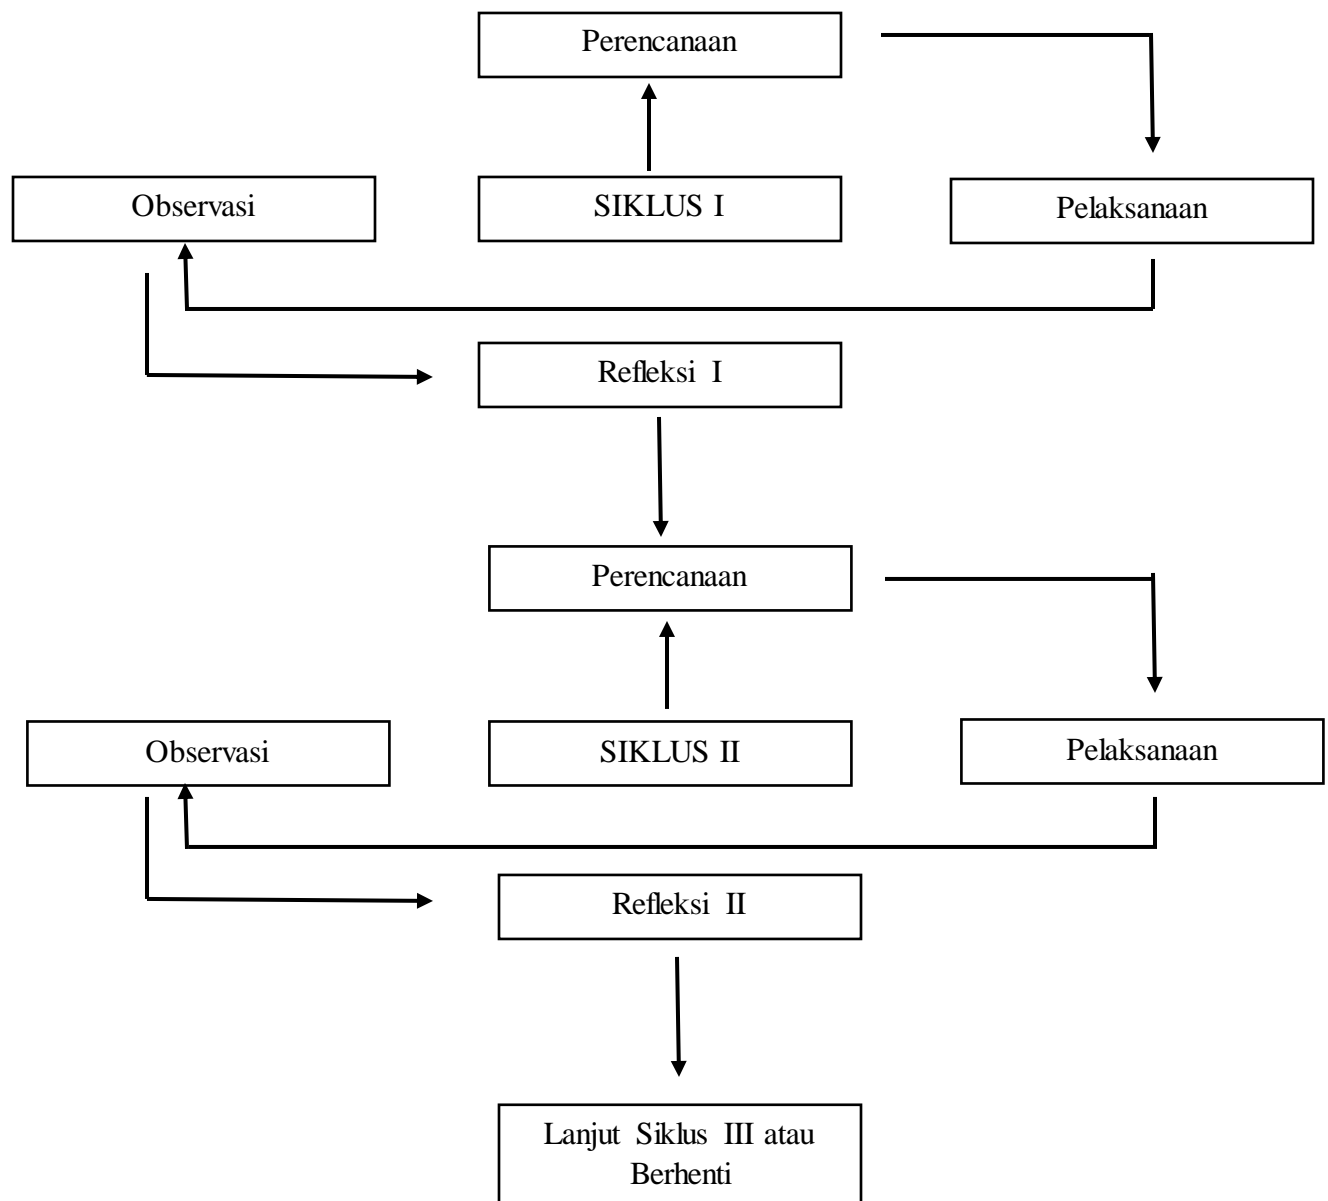 Perencanaan
Observasi
SIKLUS I
Pelaksanaan
Refleksi I
Perencanaan
Observasi
SIKLUS II
Pelaksanaan
Refleksi II
Lanjut Siklus III atau
Berhenti